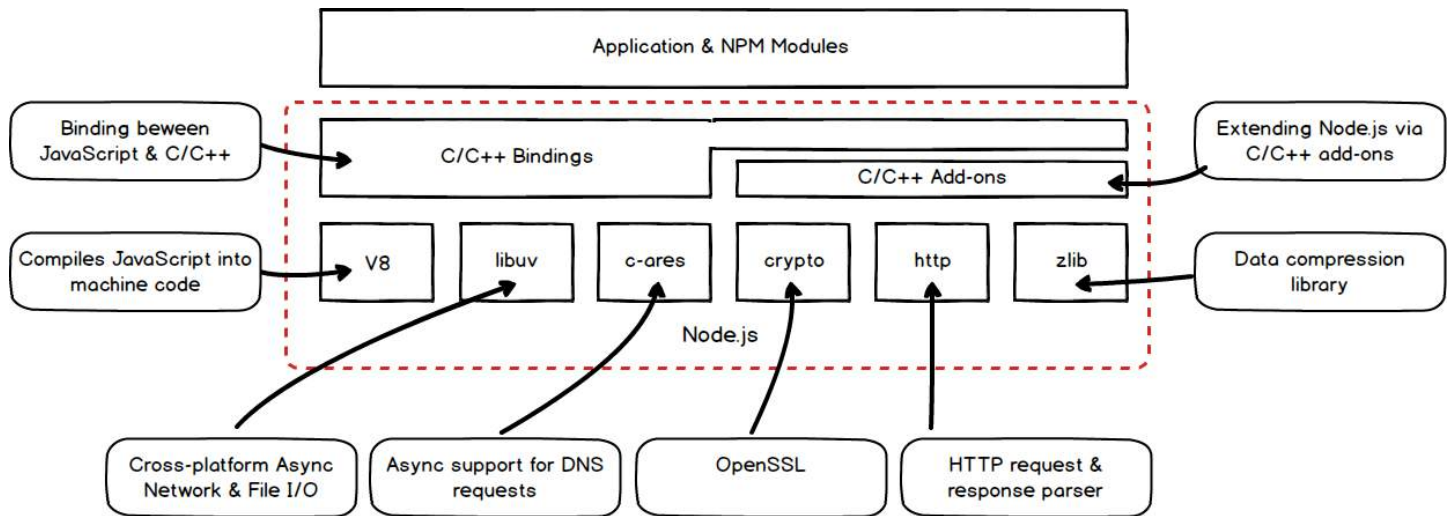 Application & NPM Modules
Binding beween
JavaScript & C/C++
C/C++ Bindings
Extending Node.js via
C/C++ add-ons
C/C++ Add-ons
Compiles JavaScript into
machine code
V8
libuv
c-ares
crypto
http
zlib
Data compression
library
Node.js
Cross-platform Async
Network & File I/O
Async support for DNS
requests
OpenSSL
HTTP request &
response parser